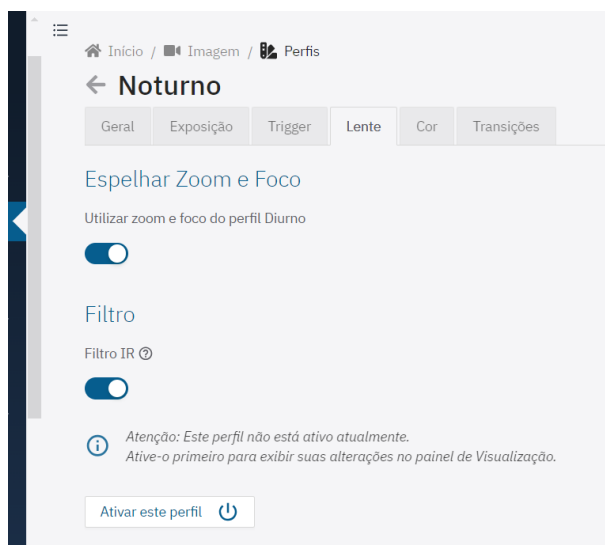 Início / Imagem / Perfis
Noturno
Geral Exposição Trigger Lente Cor Transições
Espelhar Zoom e Foco
Utilizar zoom e foco do perfil Diurno
Filtro
Filtro IR
Atenção: Este perfil não está ativo atualmente.
Ative-o primeiro para exibir suas alterações no painel de Visualização.
Ativar este perfil